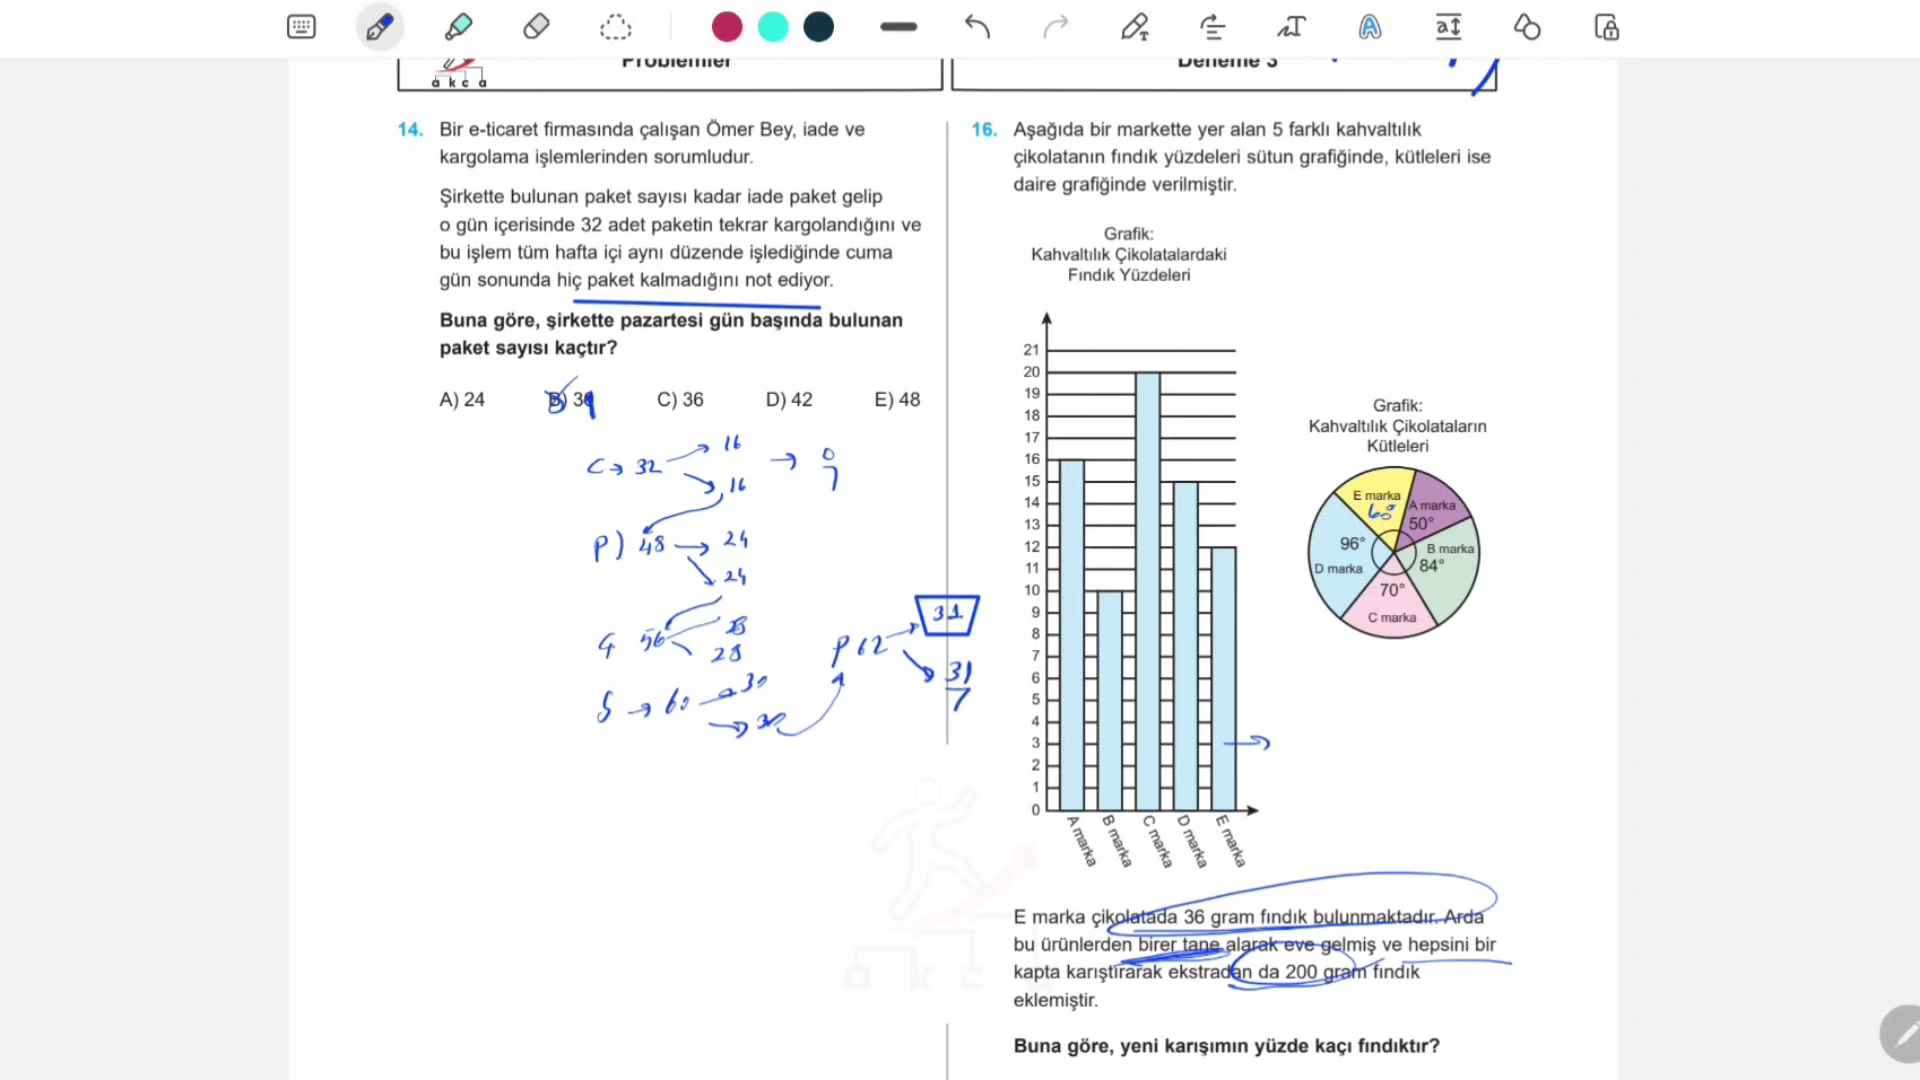 Problemler
Deneme 3
a k c a
14. Bir e-ticaret firmasında çalışan Ömer Bey, iade ve
kargolama işlemlerinden sorumludur.
Şirkette bulunan paket sayısı kadar iade paket gelip
o gün içerisinde 32 adet paketin tekrar kargolandığını ve
bu işlem tüm hafta içi aynı düzende işlediğinde cuma
gün sonunda hiç paket kalmadığını not ediyor.
Buna göre, şirkette pazartesi gün başında bulunan
paket sayısı kaçtır?
A) 24
C) 36
D) 42
E) 48
C → 32 → 16 → 0
16
P) 48 → 24
24
56
28
→ 60 → 30
P 62 → 31
31
16. Aşağıda bir markette yer alan 5 farklı kahvaltılık
çikolatanın fındık yüzdeleri sütun grafiğinde, kütleleri ise
daire grafiğinde verilmiştir.
Grafik:
Kahvaltılık Çikolatalardaki
Fındık Yüzdeleri
21
20
19
18
17
16
15
14
13
12
11
10
9
8
7
6
5
4
3
2
1
0
A marka
B marka
C marka
D marka
E marka
Grafik:
Kahvaltılık Çikolataların
Kütleleri
E marka
60°
A marka
50°
B marka
84°
C marka
70°
D marka
96°
E marka çikolatada 36 gram fındık bulunmaktadır. Arda
bu ürünlerden birer tane alarak eve gelmiş ve hepsini bir
kapta karıştırarak ekstradan da 200 gram fındık
eklemiştir.
Buna göre, yeni karışımın yüzde kaçı fındıktır?
a k c a